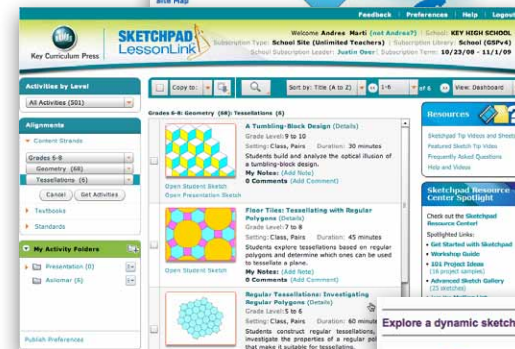 Site Map
Feedback | Preferences | Help | Logout
Key Curriculum Press
SKETCHPAD
LessonLink
Welcome Andres Marti (not Andres?) | School: KEY HIGH SCHOOL
Subscription Type: School Site (Unlimited Teachers) | Subscription Library: School (GSPv4)
School Subscription Leader: Justin Over | Subscription Term: 10/23/08 - 11/1/09
Activities by Level
All Activities (501)
Alignments
Content Strands
Grades 6-8
Geometry (68)
Tessellations (6)
Cancel
Get Activities
Textbooks
Standards
My Activity Folders
Presentation (0)
Axiomar (6)
Publish Preferences
Copy to:
Sort by: Title (A to Z)
1-6
of 6
View: Dashboard
Grades 6-8: Geometry (68): Tessellations (6)
A Tumbling-Block Design (Details)
Grade Level: 9 to 10
Setting: Class, Pairs Duration: 30 minutes
Students build and analyze the optical illusion of
a tumbling-block design.
My Notes: (Add Note)
0 Comments (Add Comment)
Open Student Sketch
Open Presentation Sketch
Floor Tiles: Tessellating with Regular
Polygons (Details)
Grade Level: 7 to 8
Setting: Class, Pairs Duration: 45 minutes
Students explore tessellations based on regular
polygons and determine which ones can be used
to tessellate a plane.
My Notes: (Add Note)
0 Comments (Add Comment)
Open Student Sketch
Regular Tessellations: Investigating
Regular Polygons (Details)
Grade Level: 5 to 6
Setting: Class, Pairs Duration: 60 minute
Students construct regular tessellations,
investigate the properties of a regular pol
that make it suitable for tessellating.
Resources
Sketchpad Tip Videos and Sheets
Featured Sketch Tip Video
Frequently Asked Questions
Help and Videos
Sketchpad Resource
Center Spotlight
Check out the Sketchpad
Resource Center!
Spotlighted Links:
Get Started with Sketchpad
Workshop Guide
101 Project Ideas
(16 project samples)
Advanced Sketch Gallery
(25 sketches)
Explore a dynamic sketch